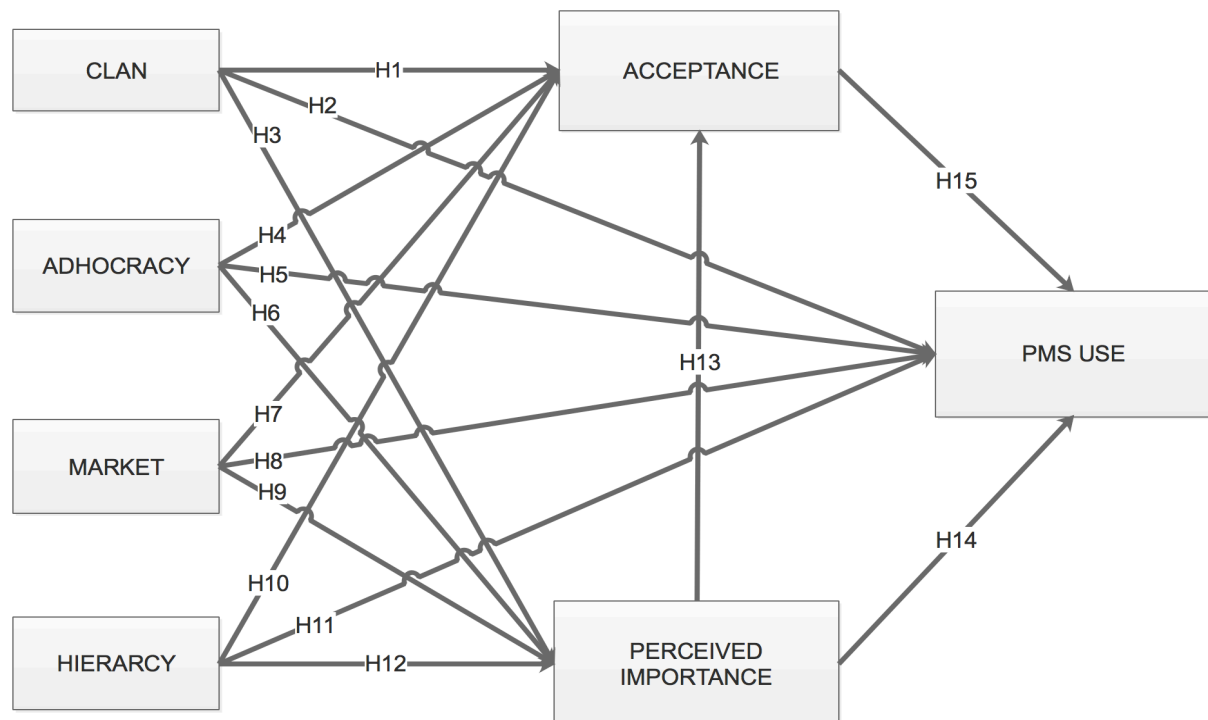 CLAN
ACCEPTANCE
H1
H2
H3
H15
ADHOCRACY
H4
H5
H6
PMS USE
H13
MARKET
H7
H8
H9
H14
H10
H11
HIERARCY
H12
PERCEIVED
IMPORTANCE